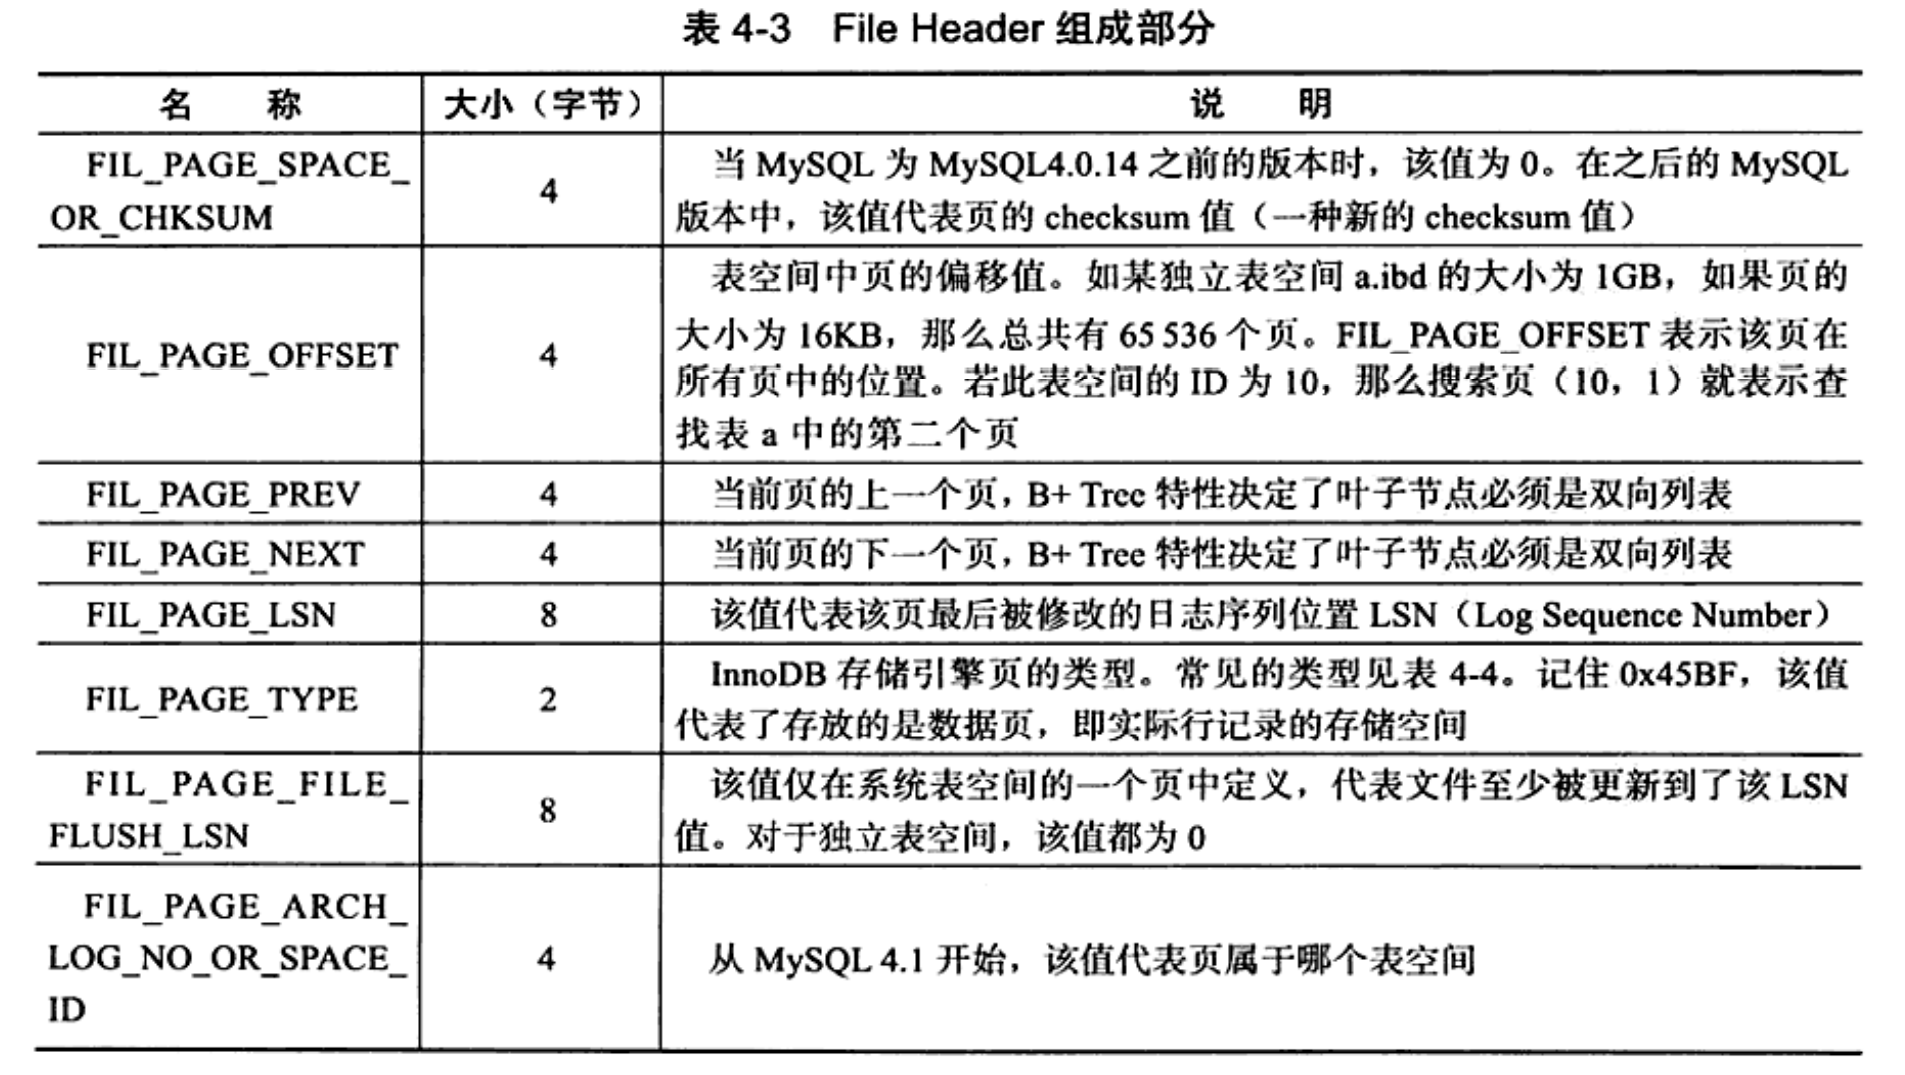 表 4-3 File Header 组成部分
名 称 大小（字节） 说 明
FIL_PAGE_SPACE_
OR_CHKSUM
4
当 MySQL 为 MySQL4.0.14 之前的版本时，该值为 0。在之后的 MySQL
版本中，该值代表页的 checksum 值（一种新的 checksum 值）
FIL_PAGE_OFFSET
4
表空间中页的偏移值。如某独立表空间 a.ibd 的大小为 1GB，如果页的
大小为 16KB，那么总共有 65 536 个页。FIL_PAGE_OFFSET 表示该页在
所有页中的位置。若此表空间的 ID 为 10，那么搜索页（10，1）就表示查
找表 a 中的第二个页
FIL_PAGE_PREV 4 当前页的上一个页，B+ Tree 特性决定了叶子节点必须是双向列表
FIL_PAGE_NEXT 4 当前页的下一个页，B+ Tree 特性决定了叶子节点必须是双向列表
FIL_PAGE_LSN 8 该值代表该页最后被修改的日志序列位置 LSN（Log Sequence Number）
FIL_PAGE_TYPE
2
InnoDB 存储引擎页的类型。常见的类型见表 4-4。记住 0x45BF，该值
代表了存放的是数据页，即实际行记录的存储空间
FIL_PAGE_FILE_
FLUSH_LSN
8
该值仅在系统表空间的一个页中定义，代表文件至少被更新到了该 LSN
值。对于独立表空间，该值都为 0
FIL_PAGE_ARCH_
LOG_NO_OR_SPACE_
ID
4
从 MySQL 4.1 开始，该值代表页属于哪个表空间